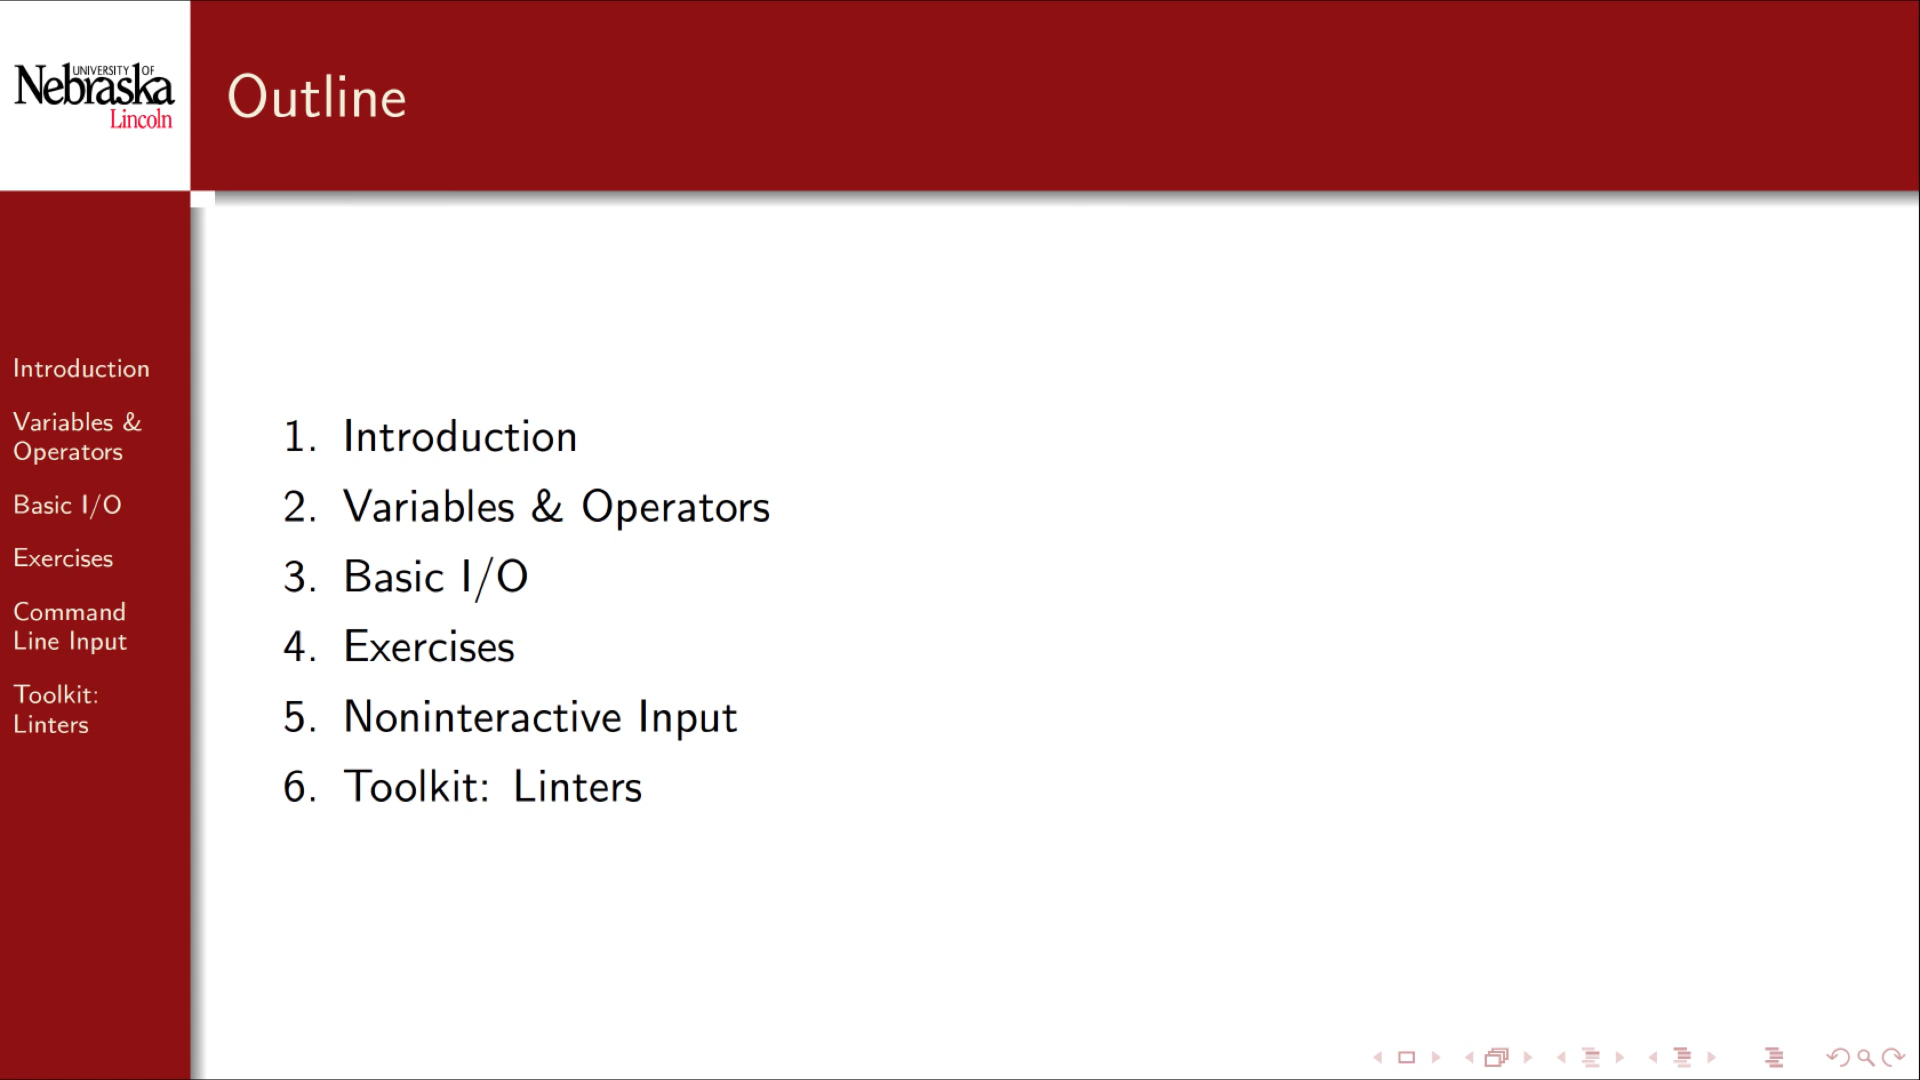 UNIVERSITY OF
Nebraska
Lincoln
Outline
Introduction
Variables &
Operators
Basic I/O
Exercises
Command
Line Input
Toolkit:
Linters
1. Introduction
2. Variables & Operators
3. Basic I/O
4. Exercises
5. Noninteractive Input
6. Toolkit: Linters